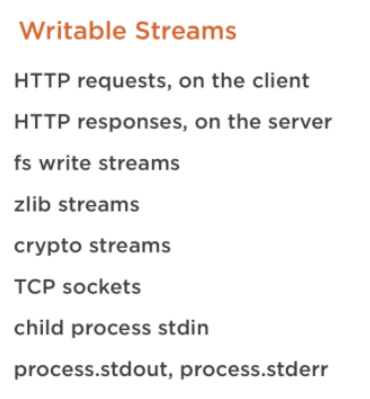 Writable Streams
HTTP requests, on the client
HTTP responses, on the server
fs write streams
zlib streams
crypto streams
TCP sockets
child process stdin
process.stdout, process.stderr